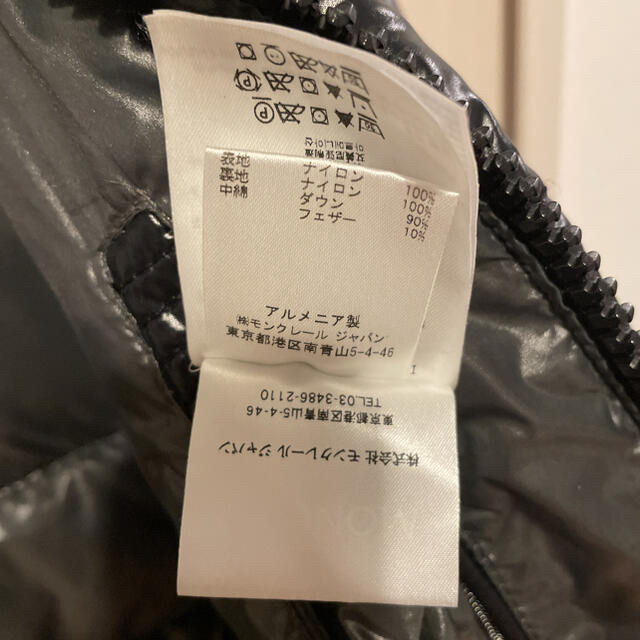 表地 ナイロン 100%
裏地 ナイロン 100%
中綿 ダウン 90%
フェザー 10%
アルメニア製
㈱モンクレール ジャパン
東京都港区南青山5-4-46
株式会社 モンクレール ジャパン
東京都港区南青山5-4-46
TEL.03-3486-2110